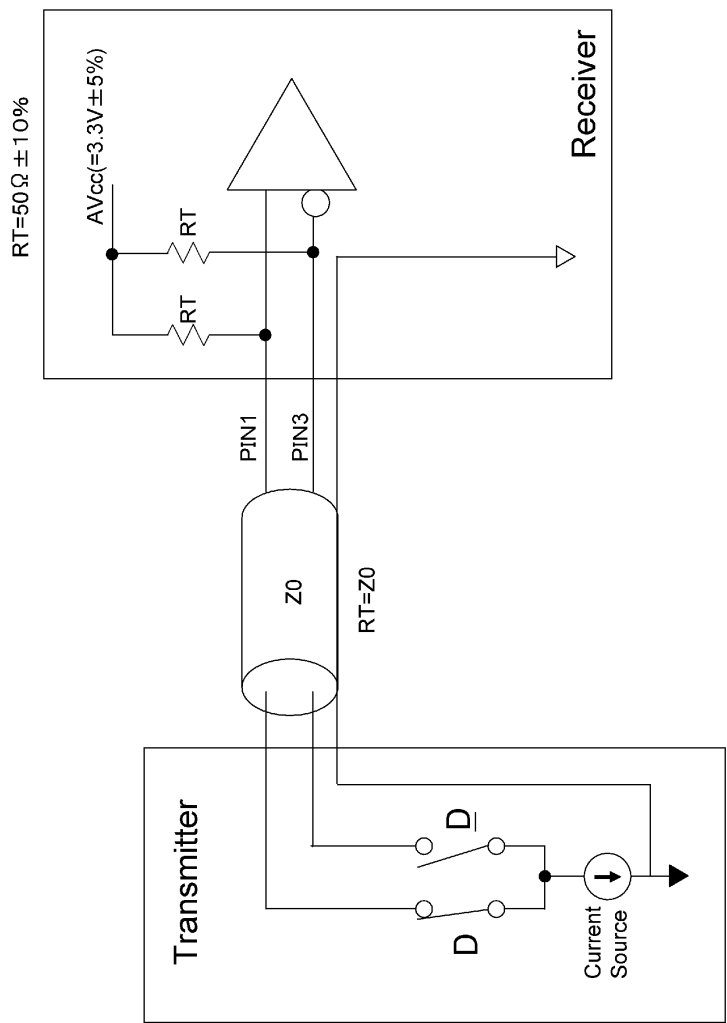 RT=50Ω±10%
AVcc(=3.3V±5%)
RT
RT
Receiver
PIN1
PIN3
Z0
RT=Z0
Transmitter
D
D
Current
Source